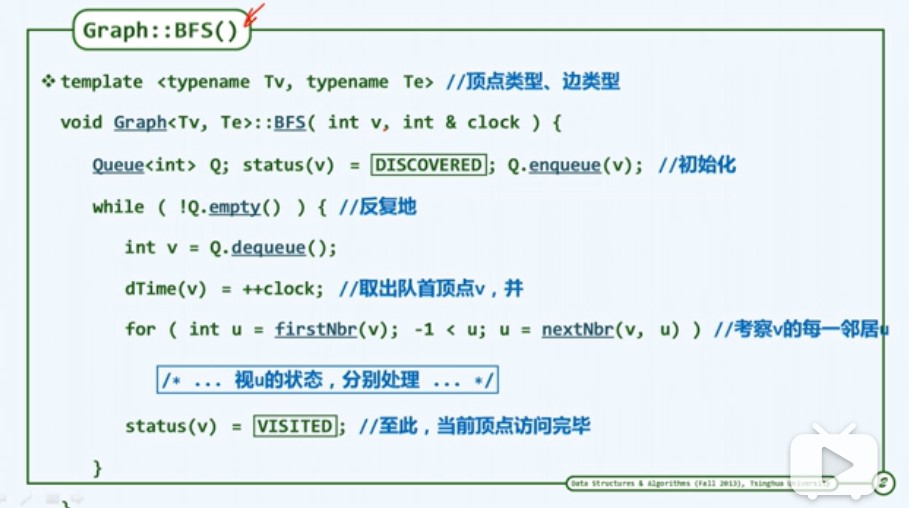 Graph::BFS()
❖ template <typename Tv, typename Te> //顶点类型、边类型
void Graph<Tv, Te>::BFS( int v, int & clock ) {
Queue<int> Q; status(v) = DISCOVERED; Q.enqueue(v); //初始化
while ( !Q.empty() ) { //反复地
int v = Q.dequeue();
dTime(v) = ++clock; //取出队首顶点v，并
for ( int u = firstNbr(v); -1 < u; u = nextNbr(v, u) ) //考察v的每一邻居u
/* ... 视u的状态，分别处理 ... */
status(v) = VISITED; //至此，当前顶点访问完毕
}
Data Structures & Algorithms (Fall 2013), Tsinghua University
2
}